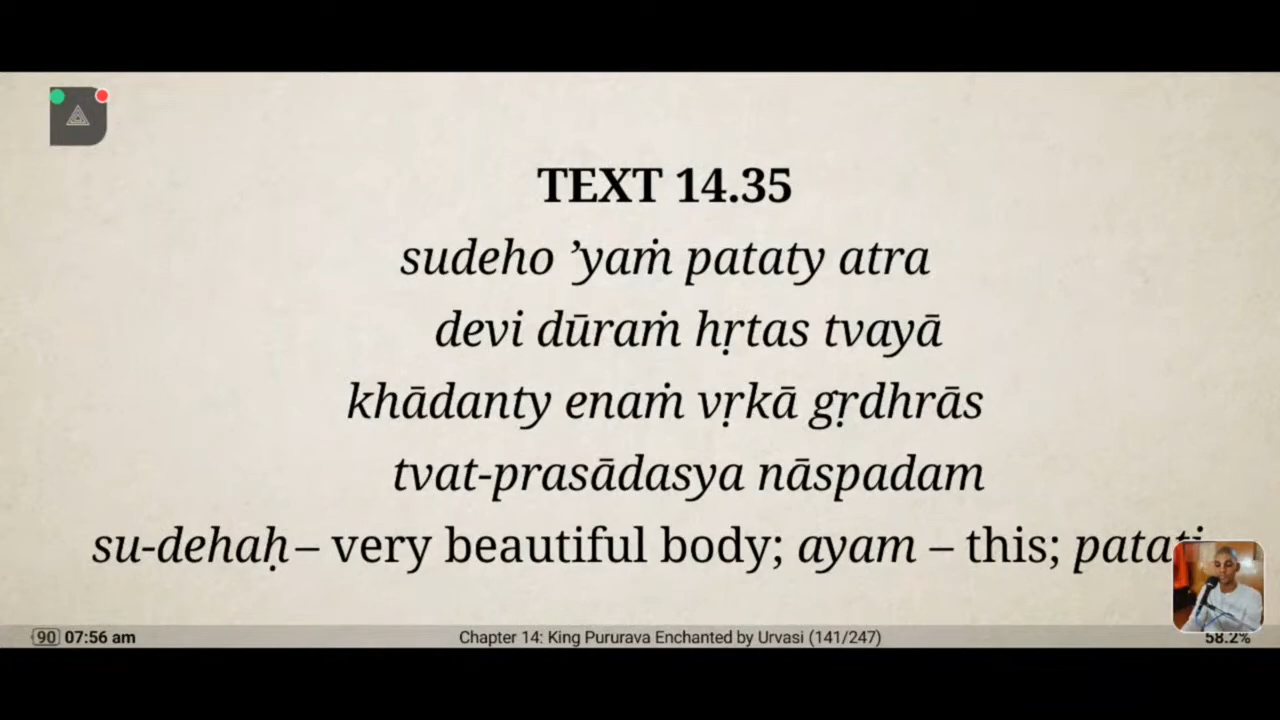 TEXT 14.35
sudeho ’yaṁ pataty atra
devi dūraṁ hṛtas tvayā
khādanty enaṁ vṛkā gṛdhrās
tvat-prasādasya nāspadam
su-dehaḥ – very beautiful body; ayam – this; patati
90 07:56 am Chapter 14: King Pururava Enchanted by Urvasi (141/247) 58.2%